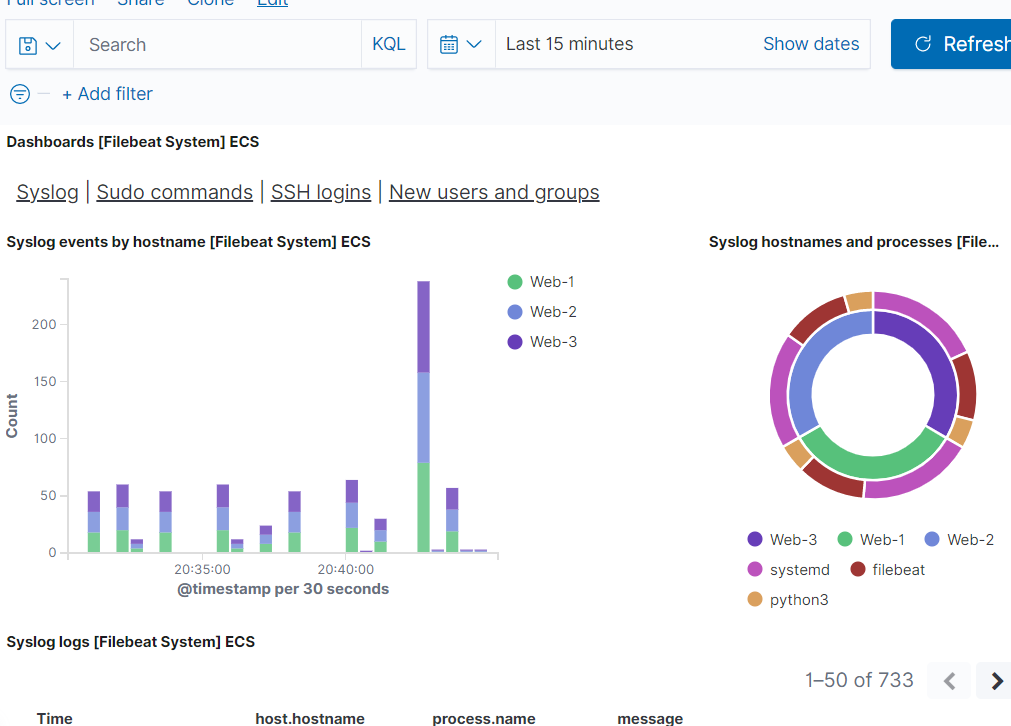 Full screen Share Clone Edit
Search KQL Last 15 minutes Show dates Refresh
+ Add filter
Dashboards [Filebeat System] ECS
Syslog | Sudo commands | SSH logins | New users and groups
Syslog events by hostname [Filebeat System] ECS
Syslog hostnames and processes [File...
Count
200
150
100
50
0
20:35:00 20:40:00
@timestamp per 30 seconds
Web-1
Web-2
Web-3
Web-3 Web-1 Web-2
systemd filebeat
python3
Syslog logs [Filebeat System] ECS
1–50 of 733
Time host.hostname process.name message